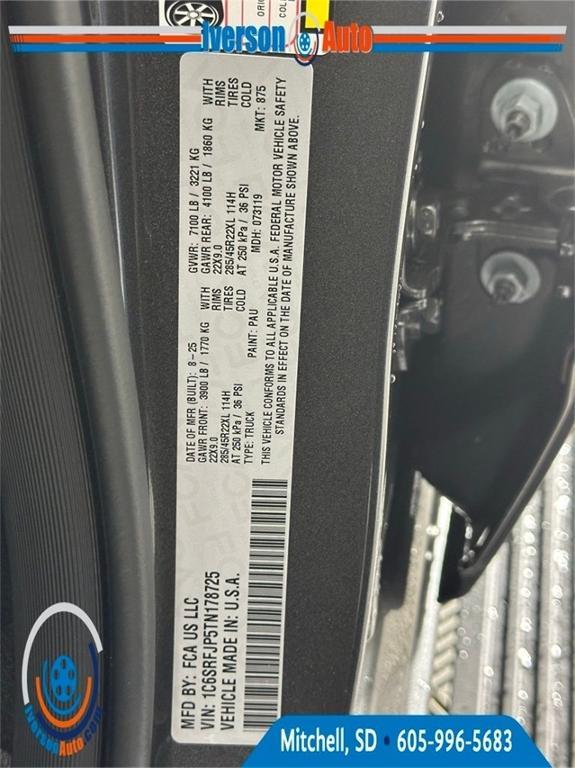 ORI
COL
Iverson Auto
MFD BY: FCA US LLC
VIN: 1C6SRFJP5TN178725
VEHICLE MADE IN: U.S.A.
DATE OF MFR (BUILT): 8-25
GVWR: 7100 LB / 3221 KG
GAWR FRONT: 3900 LB / 1770 KG WITH
22X9.0 RIMS
285/45R22XL 114H TIRES
AT 250 kPa / 36 PSI COLD
GAWR REAR: 4100 LB / 1860 KG WITH
22X9.0 RIMS
285/45R22XL 114H TIRES
AT 250 kPa / 36 PSI COLD
TYPE: TRUCK
PAINT: PAU
MDH: 073119
MKT: 875
THIS VEHICLE CONFORMS TO ALL APPLICABLE U.S.A. FEDERAL MOTOR VEHICLE SAFETY
STANDARDS IN EFFECT ON THE DATE OF MANUFACTURE SHOWN ABOVE.
IversonAuto.com
Mitchell, SD • 605-996-5683